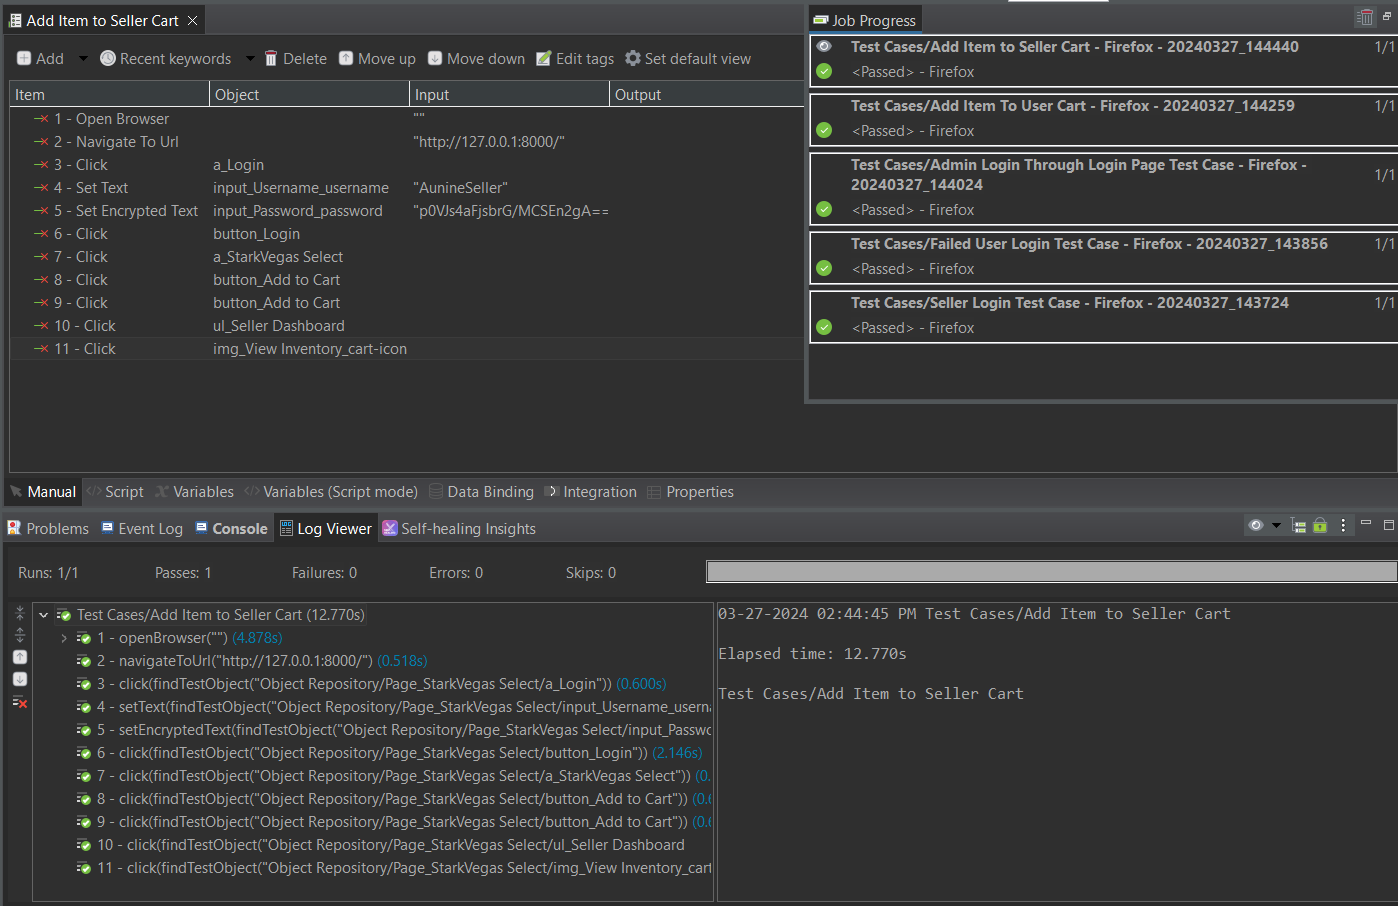 Add Item to Seller Cart
Add Recent keywords Delete Move up Move down Edit tags Set default view
Item Object Input Output
1 - Open Browser ""
2 - Navigate To Url "http://127.0.0.1:8000/"
3 - Click a_Login
4 - Set Text input_Username_username "AunineSeller"
5 - Set Encrypted Text input_Password_password "p0VJs4aFjsbrG/MCSEn2gA==
6 - Click button_Login
7 - Click a_StarkVegas Select
8 - Click button_Add to Cart
9 - Click button_Add to Cart
10 - Click ul_Seller Dashboard
11 - Click img_View Inventory_cart-icon
Job Progress
Test Cases/Add Item to Seller Cart - Firefox - 20240327_144440 1/1
<Passed> - Firefox
Test Cases/Add Item To User Cart - Firefox - 20240327_144259 1/1
<Passed> - Firefox
Test Cases/Admin Login Through Login Page Test Case - Firefox -
20240327_144024 1/1
<Passed> - Firefox
Test Cases/Failed User Login Test Case - Firefox - 20240327_143856 1/1
<Passed> - Firefox
Test Cases/Seller Login Test Case - Firefox - 20240327_143724 1/1
<Passed> - Firefox
Manual Script Variables Variables (Script mode) Data Binding Integration Properties
Problems Event Log Console Log Viewer Self-healing Insights
Runs: 1/1 Passes: 1 Failures: 0 Errors: 0 Skips: 0
Test Cases/Add Item to Seller Cart (12.770s)
1 - openBrowser("") (4.878s)
2 - navigateToUrl("http://127.0.0.1:8000/") (0.518s)
3 - click(findTestObject("Object Repository/Page_StarkVegas Select/a_Login")) (0.600s)
4 - setText(findTestObject("Object Repository/Page_StarkVegas Select/input_Username_userna
5 - setEncryptedText(findTestObject("Object Repository/Page_StarkVegas Select/input_Passwo
6 - click(findTestObject("Object Repository/Page_StarkVegas Select/button_Login")) (2.146s)
7 - click(findTestObject("Object Repository/Page_StarkVegas Select/a_StarkVegas Select")) (0.
8 - click(findTestObject("Object Repository/Page_StarkVegas Select/button_Add to Cart")) (0.6
9 - click(findTestObject("Object Repository/Page_StarkVegas Select/button_Add to Cart")) (0.6
10 - click(findTestObject("Object Repository/Page_StarkVegas Select/ul_Seller Dashboard
11 - click(findTestObject("Object Repository/Page_StarkVegas Select/img_View Inventory_cart
03-27-2024 02:44:45 PM Test Cases/Add Item to Seller Cart
Elapsed time: 12.770s
Test Cases/Add Item to Seller Cart